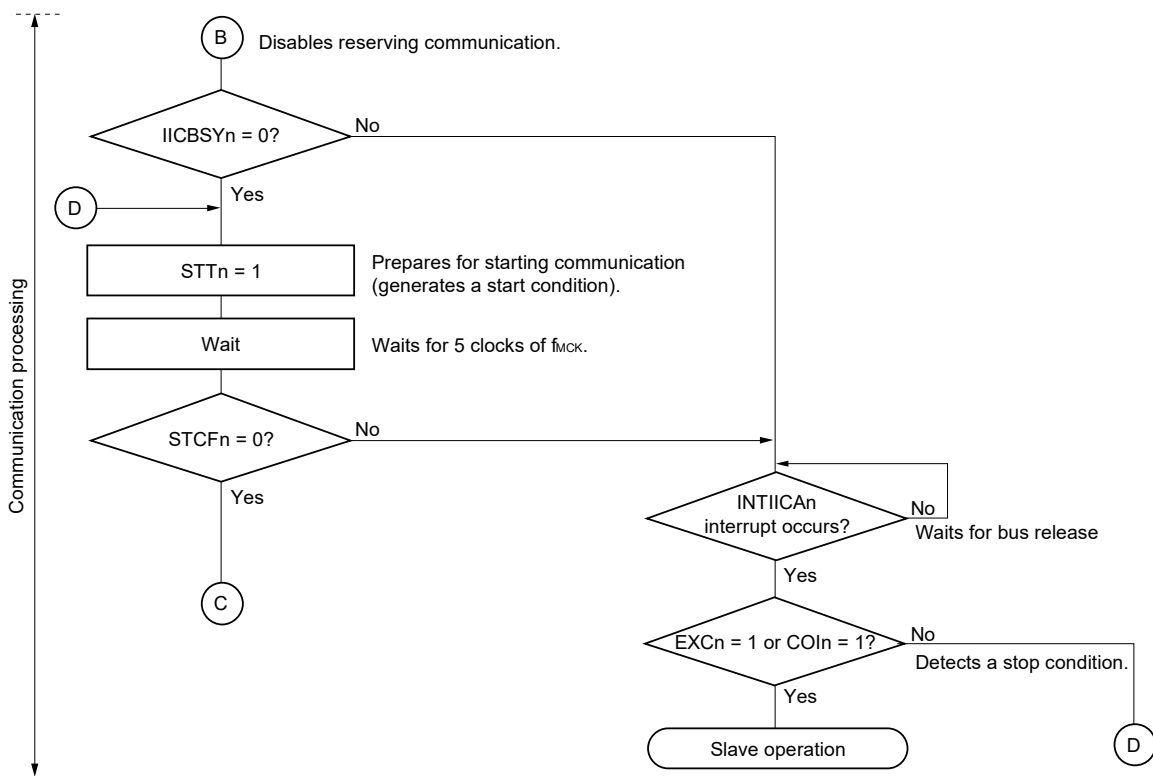 B
Disables reserving communication.
IICBSYn = 0?
No
Yes
D
STTn = 1
Prepares for starting communication
(generates a start condition).
Wait
Waits for 5 clocks of fMCK.
STCFn = 0?
No
Yes
INTIICAn
interrupt occurs?
No
Waits for bus release
Yes
C
EXCn = 1 or COIn = 1?
No
Detects a stop condition.
Yes
Slave operation
D
Communication processing